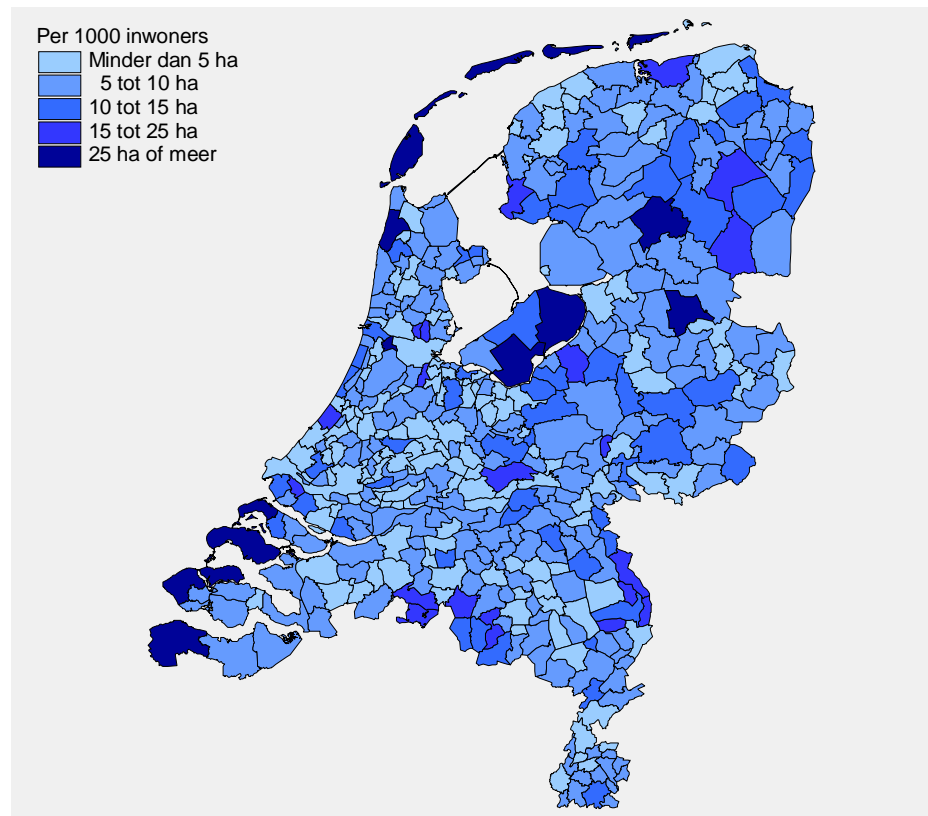 Per 1000 inwoners
Minder dan 5 ha
5 tot 10 ha
10 tot 15 ha
15 tot 25 ha
25 ha of meer